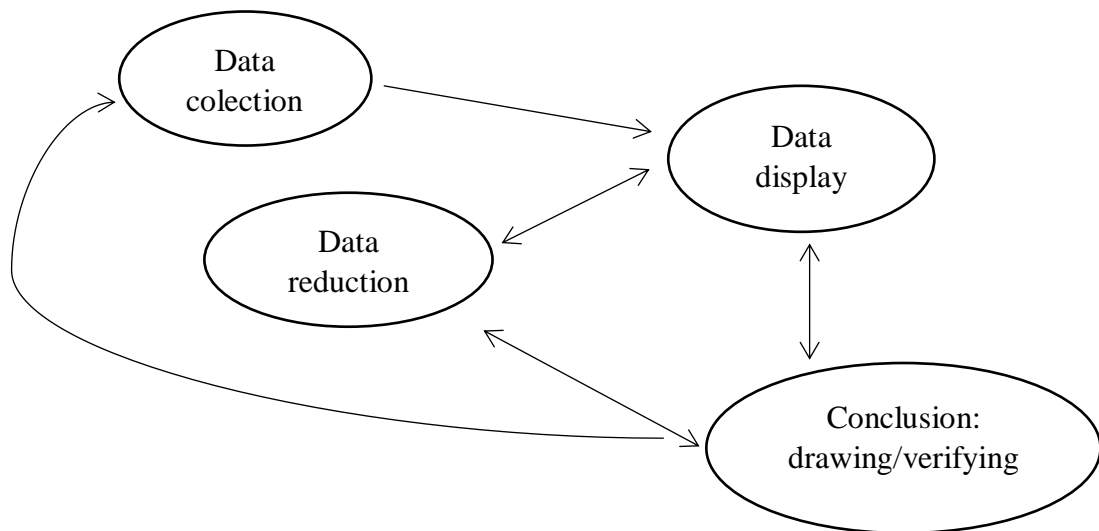 Data
colection
Data
display
Data
reduction
Conclusion:
drawing/verifying